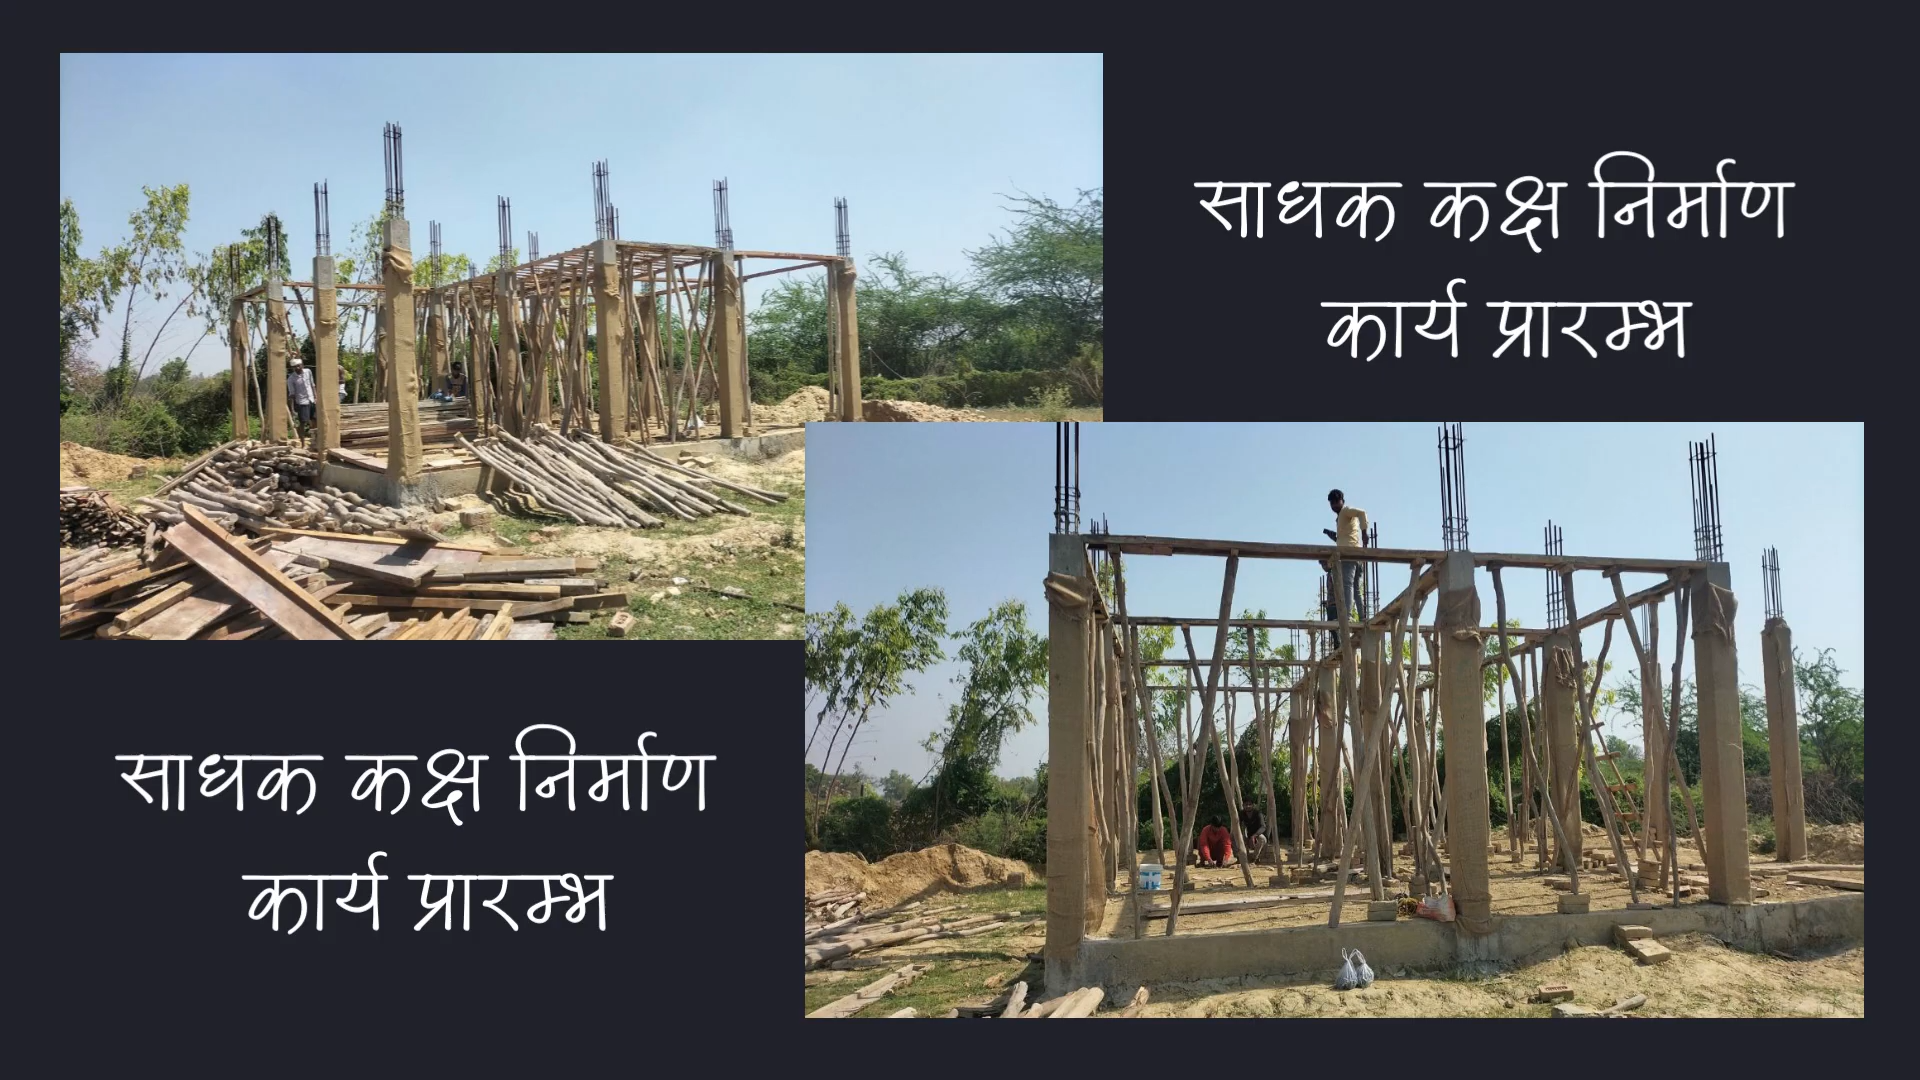 साधक कक्ष निर्माण
कार्य प्रारम्भ
साधक कक्ष निर्माण
कार्य प्रारम्भ